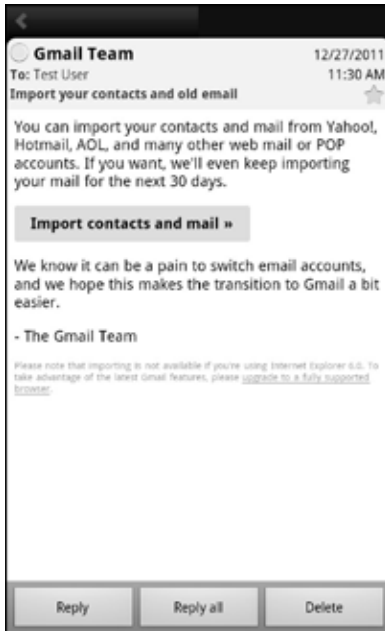 Gmail Team 12/27/2011
To: Test User 11:30 AM
Import your contacts and old email
You can import your contacts and mail from Yahoo!,
Hotmail, AOL, and many other web mail or POP
accounts. If you want, we'll even keep importing
your mail for the next 30 days.
Import contacts and mail »
We know it can be a pain to switch email accounts,
and we hope this makes the transition to Gmail a bit
easier.
- The Gmail Team
Please note that importing is not available if you're using Internet Explorer 6.0. To
take advantage of the latest Gmail features, please upgrade to a fully supported
browser.
Reply Reply all Delete